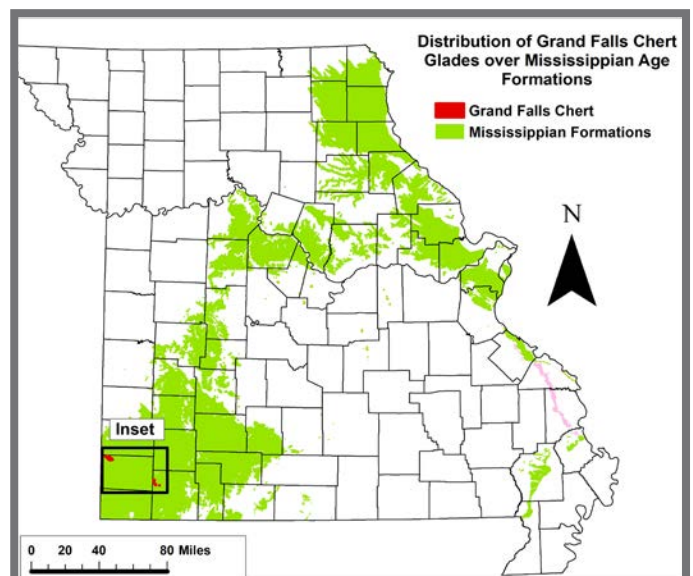 Distribution of Grand Falls Chert
Glades over Mississippian Age
Formations
Grand Falls Chert
Mississippian Formations
N
Inset
0 20 40 80 Miles